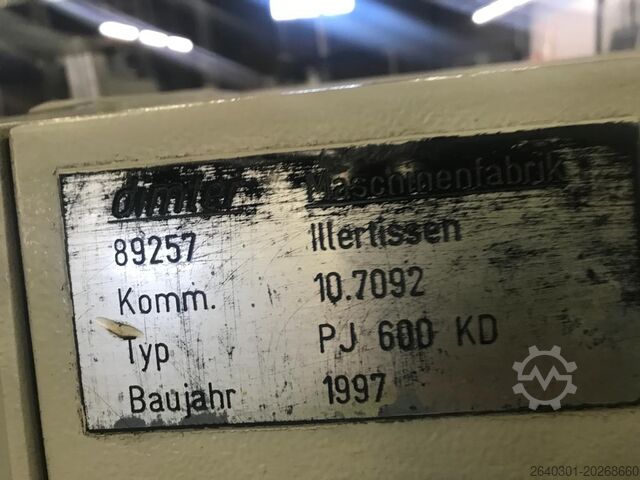 dimter Maschinenfabrik
89257 Illertissen
Komm. 10.7092
Typ PJ 600 KD
Baujahr 1997
2640301-20268660